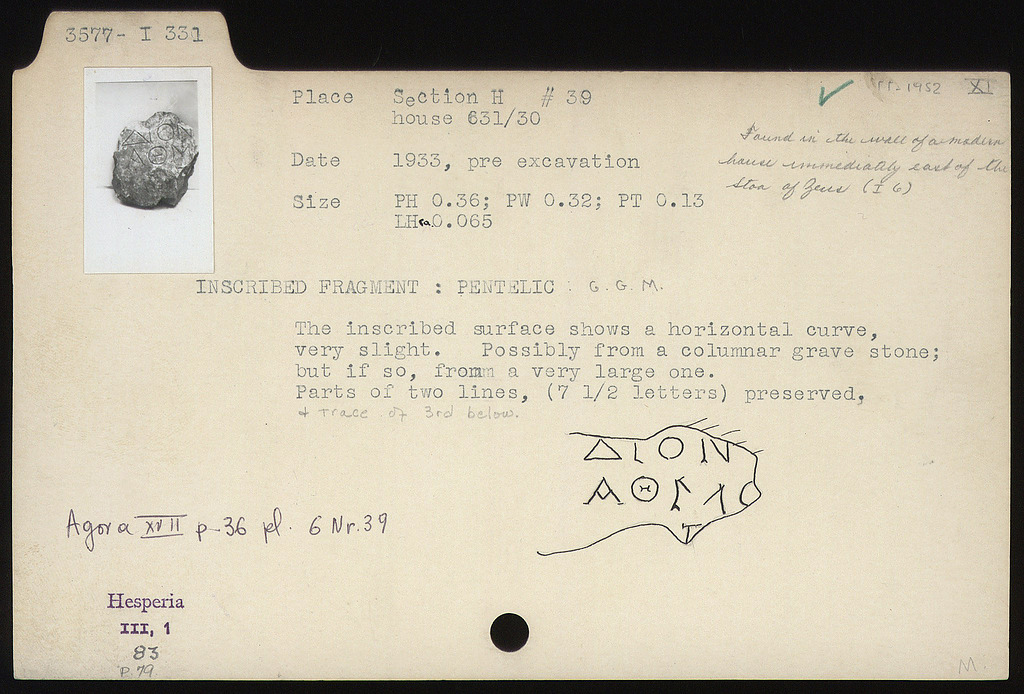 3577- I 331
Place Section H # 39
house 631/30
1952 XI
Found in the wall of a modern
house immediately east of the
Stoa of Zeus (I 6)
Date 1933, pre excavation
Size PH 0.36; PW 0.32; PT 0.13
LH ca 0.065
INSCRIBED FRAGMENT : PENTELIC : G. G. M.
The inscribed surface shows a horizontal curve,
very slight. Possibly from a columnar grave stone;
but if so, fromm a very large one.
Parts of two lines, (7 1/2 letters) preserved,
+ trace of 3rd below.
ΔΙΟΝ
ΑΘ
Τ
Agora XVII p. 36 pl. 6 Nr. 39
Hesperia
III, 1
83
P. 79
M.